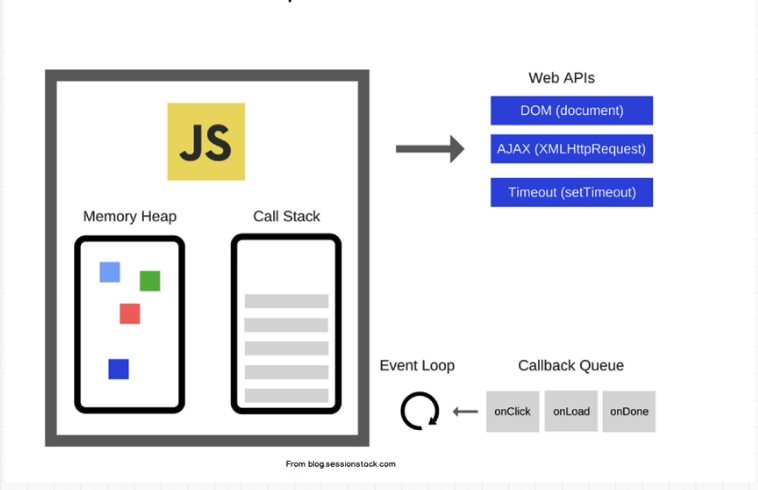 Web APIs
DOM (document)
AJAX (XMLHttpRequest)
Timeout (setTimeout)
JS
Memory Heap
Call Stack
Event Loop
Callback Queue
onClick
onLoad
onDone
From blog.sessionstack.com